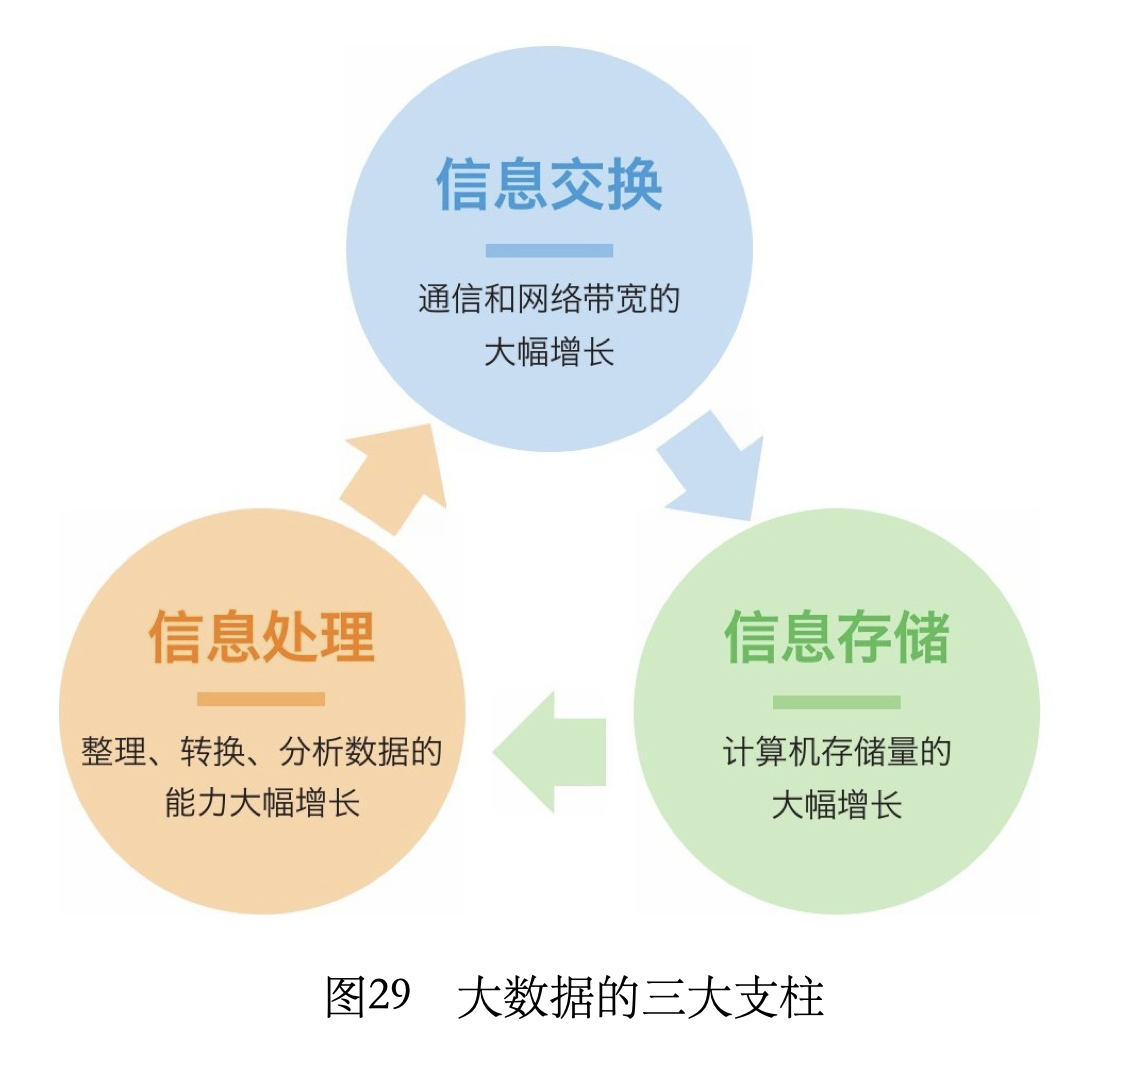 信息交换
通信和网络带宽的
大幅增长
信息处理
整理、转换、分析数据的
能力大幅增长
信息存储
计算机存储量的
大幅增长
图29 大数据的三大支柱